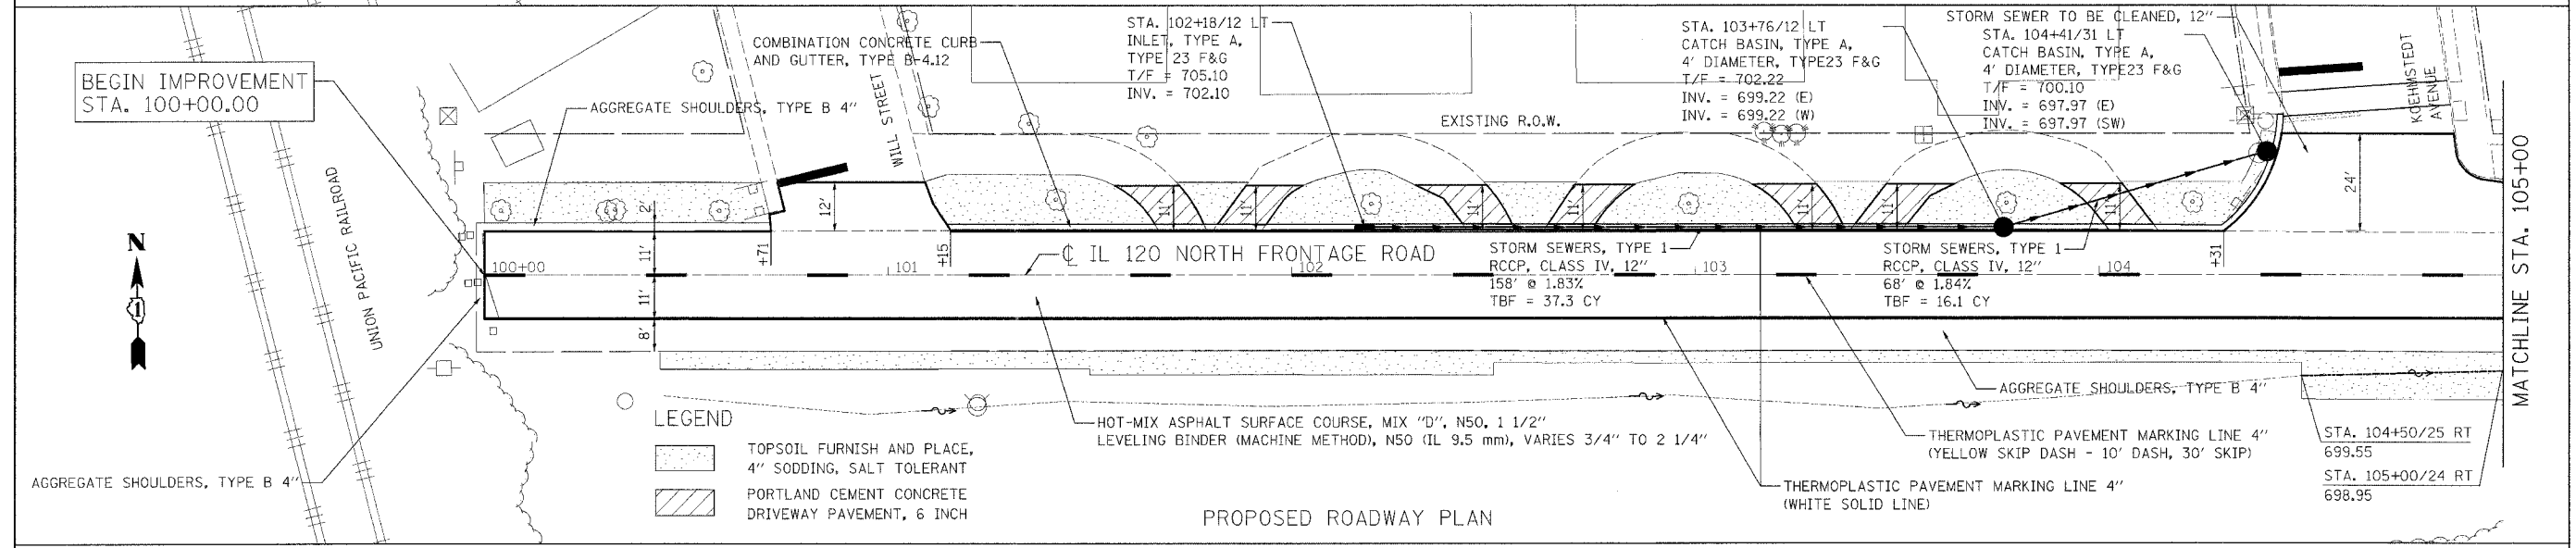 BEGIN IMPROVEMENT
STA. 100+00.00
COMBINATION CONCRETE CURB
AND GUTTER, TYPE B-4.12
AGGREGATE SHOULDERS, TYPE B 4"
WILL STREET
UNION PACIFIC RAILROAD
N
1
STA. 102+18/12 LT
INLET, TYPE A,
TYPE 23 F&G
T/F = 705.10
INV. = 702.10
EXISTING R.O.W.
STA. 103+76/12 LT
CATCH BASIN, TYPE A,
4' DIAMETER, TYPE23 F&G
T/F = 702.22
INV. = 699.22 (E)
INV. = 699.22 (W)
STORM SEWER TO BE CLEANED, 12"
STA. 104+41/31 LT
CATCH BASIN, TYPE A,
4' DIAMETER, TYPE23 F&G
T/F = 700.10
INV. = 697.97 (E)
INV. = 697.97 (SW)
KOEHMSTEDT
AVENUE
MATCHLINE STA. 105+00
2'
12'
11'
11'
11'
11'
11'
11'
11'
11'
24'
11'
11'
8'
+71
+15
+31
℄ IL 120 NORTH FRONTAGE ROAD
100+00
101
102
103
104
STORM SEWERS, TYPE 1
RCCP, CLASS IV, 12"
158' @ 1.83%
TBF = 37.3 CY
STORM SEWERS, TYPE 1
RCCP, CLASS IV, 12"
68' @ 1.84%
TBF = 16.1 CY
AGGREGATE SHOULDERS, TYPE B 4"
LEGEND
TOPSOIL FURNISH AND PLACE,
4" SODDING, SALT TOLERANT
PORTLAND CEMENT CONCRETE
DRIVEWAY PAVEMENT, 6 INCH
HOT-MIX ASPHALT SURFACE COURSE, MIX "D", N50, 1 1/2"
LEVELING BINDER (MACHINE METHOD), N50 (IL 9.5 mm), VARIES 3/4" TO 2 1/4"
AGGREGATE SHOULDERS, TYPE B 4"
THERMOPLASTIC PAVEMENT MARKING LINE 4"
(YELLOW SKIP DASH - 10' DASH, 30' SKIP)
THERMOPLASTIC PAVEMENT MARKING LINE 4"
(WHITE SOLID LINE)
STA. 104+50/25 RT
699.55
STA. 105+00/24 RT
698.95
PROPOSED ROADWAY PLAN